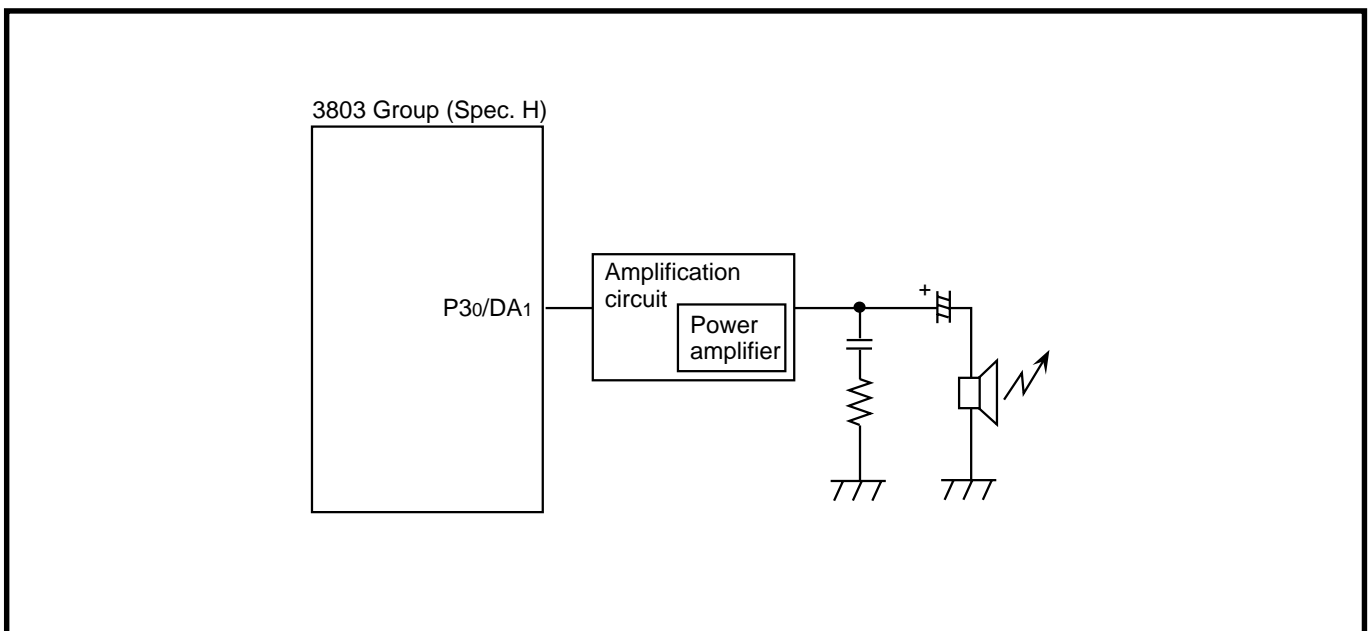 3803 Group (Spec. H)
P30/DA1
Amplification
circuit
Power
amplifier
+